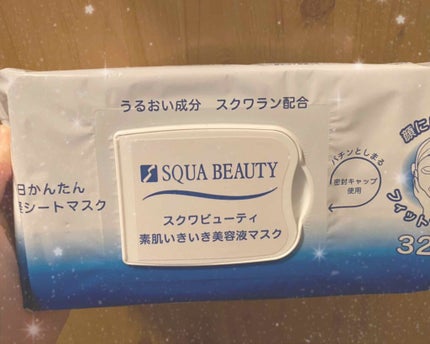 うるおい成分 スクワラン配合
SQUA BEAUTY
スクワビューティ
素肌いきいき美容液マスク
日かんたん
シートマスク
パチンとしまる
密封キャップ
使用
顔に
フィット
32